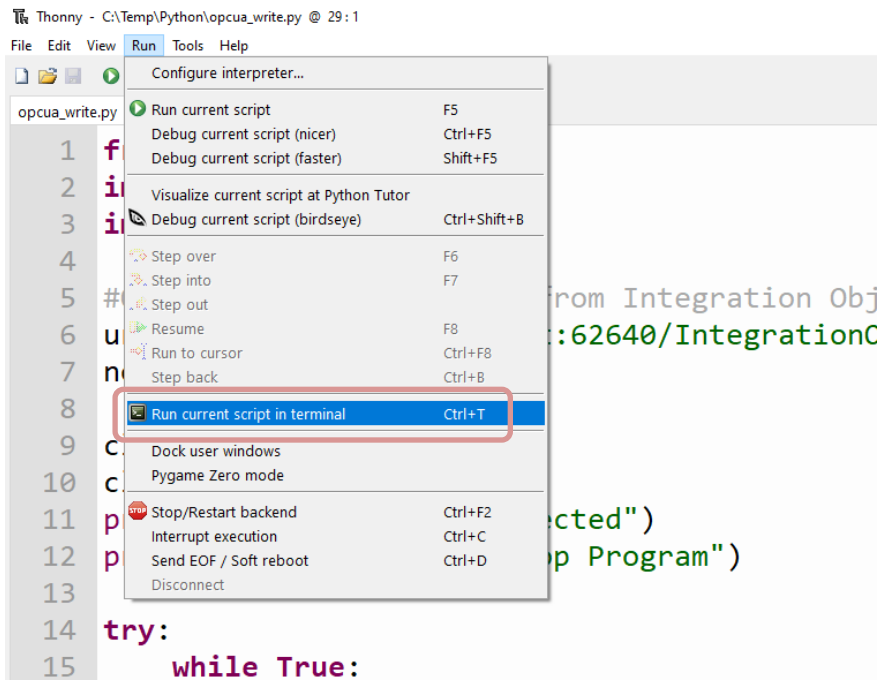 Thonny - C:\Temp\Python\opcua_write.py @ 29 : 1
File Edit View Run Tools Help
Configure interpreter...
opcua_write.py
Run current script F5
Debug current script (nicer) Ctrl+F5
Debug current script (faster) Shift+F5
Visualize current script at Python Tutor
Debug current script (birdseye) Ctrl+Shift+B
Step over F6
Step into F7
Step out
Resume F8
Run to cursor Ctrl+F8
Step back Ctrl+B
Run current script in terminal Ctrl+T
Dock user windows
Pygame Zero mode
STOP Stop/Restart backend Ctrl+F2
Interrupt execution Ctrl+C
Send EOF / Soft reboot Ctrl+D
Disconnect
1 f
2 i
3 i
4
5 # from Integration Obj
6 u :62640/IntegrationO
7 n
8
9 c
10 c
11 p ected")
12 p op Program")
13
14 try:
15 while True: